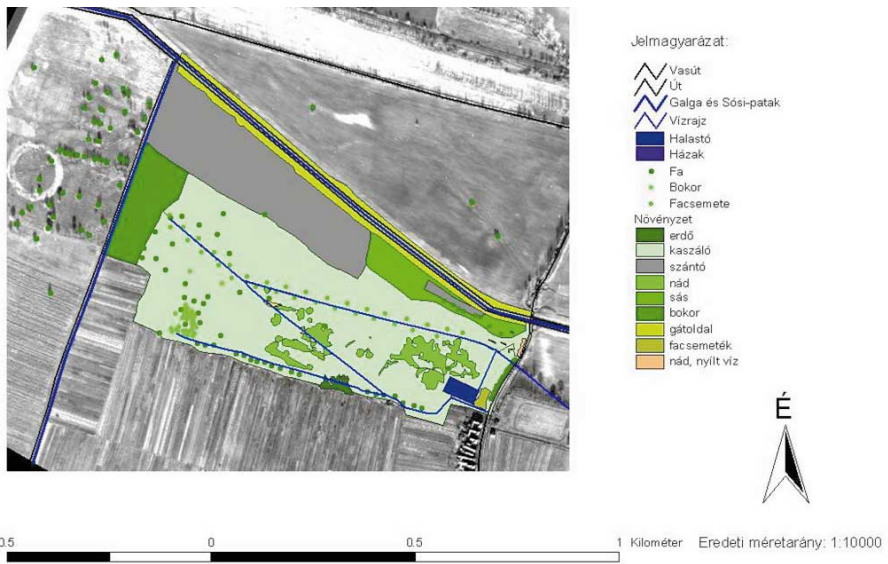 Jelmagyarázat:
Vasút
Út
Galga és Sósi-patak
Vízrajz
Halastó
Házak
Fa
Bokor
Facsemete
Növényzet
erdő
kaszáló
szántó
nád
sás
bokor
gátoldal
facsemeték
nád, nyílt víz
É
0.5 0 0.5 1 Kilométer Eredeti méretarány: 1:10000